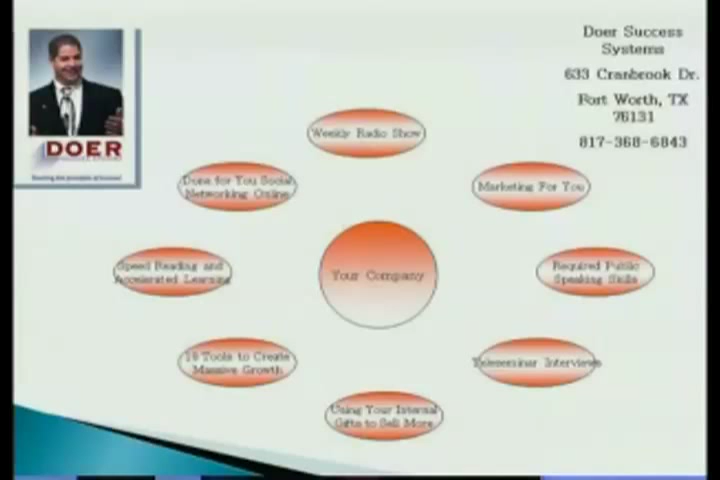 DOER
Doer Success
Systems
633 Cranbrook Dr.
Fort Worth, TX
76131
817-368-6843
Weekly Radio Show
Done for You Social
Networking Online
Marketing For You
Speed Reading and
Accelerated Learning
Your Company
Required Public
Speaking Skills
10 Tools to Create
Massive Growth
Teleseminar Interviews
Using Your Internal
Gifts to Sell More